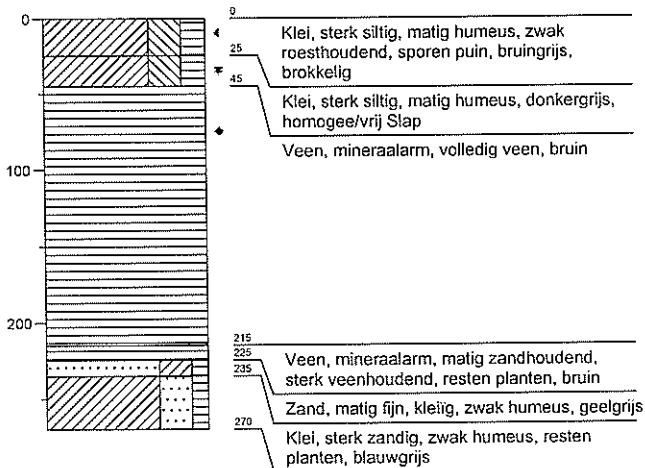 0
0
Klei, sterk siltig, matig humeus, zwak
roesthoudend, sporen puin, bruingrijs,
brokkelig
25
45
Klei, sterk siltig, matig humeus, donkergrijs,
homogee/vrij Slap
Veen, mineraalarm, volledig veen, bruin
100
200
215
225
Veen, mineraalarm, matig zandhoudend,
sterk veenhoudend, resten planten, bruin
235
Zand, matig fijn, kleiïg, zwak humeus, geelgrijs
270
Klei, sterk zandig, zwak humeus, resten
planten, blauwgrijs